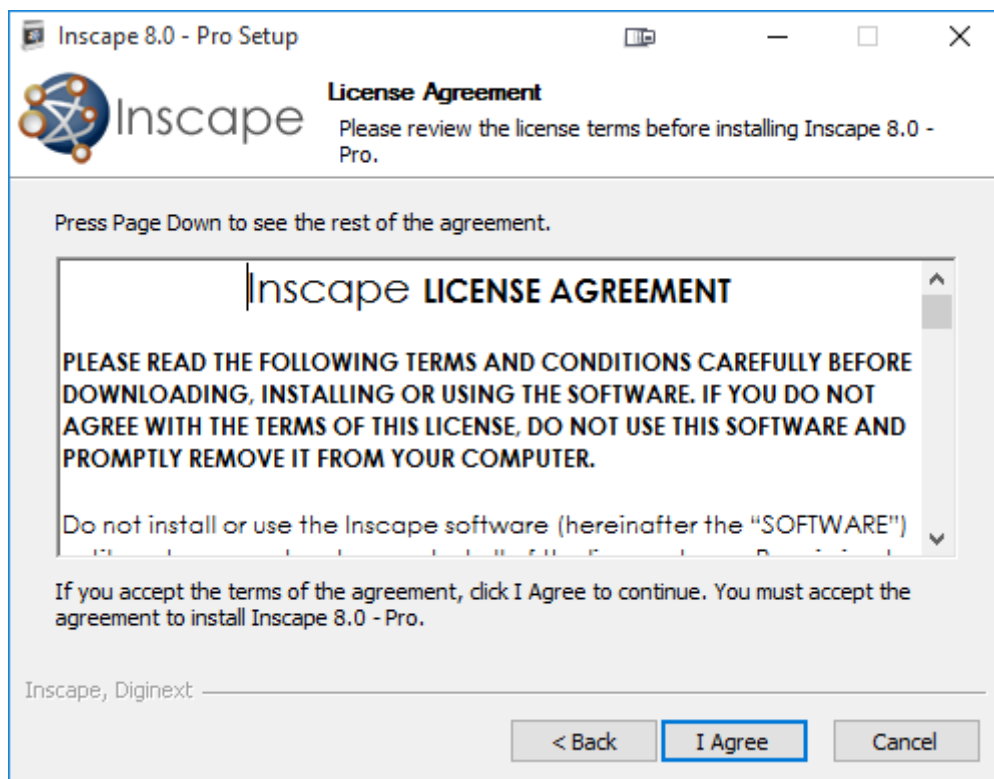 Inscape 8.0 - Pro Setup
Inscape
License Agreement
Please review the license terms before installing Inscape 8.0 -
Pro.
Press Page Down to see the rest of the agreement.
Inscape LICENSE AGREEMENT
PLEASE READ THE FOLLOWING TERMS AND CONDITIONS CAREFULLY BEFORE
DOWNLOADING, INSTALLING OR USING THE SOFTWARE. IF YOU DO NOT
AGREE WITH THE TERMS OF THIS LICENSE, DO NOT USE THIS SOFTWARE AND
PROMPTLY REMOVE IT FROM YOUR COMPUTER.
Do not install or use the Inscape software (hereinafter the “SOFTWARE”)
If you accept the terms of the agreement, click I Agree to continue. You must accept the
agreement to install Inscape 8.0 - Pro.
Inscape, Diginext
< Back
I Agree
Cancel